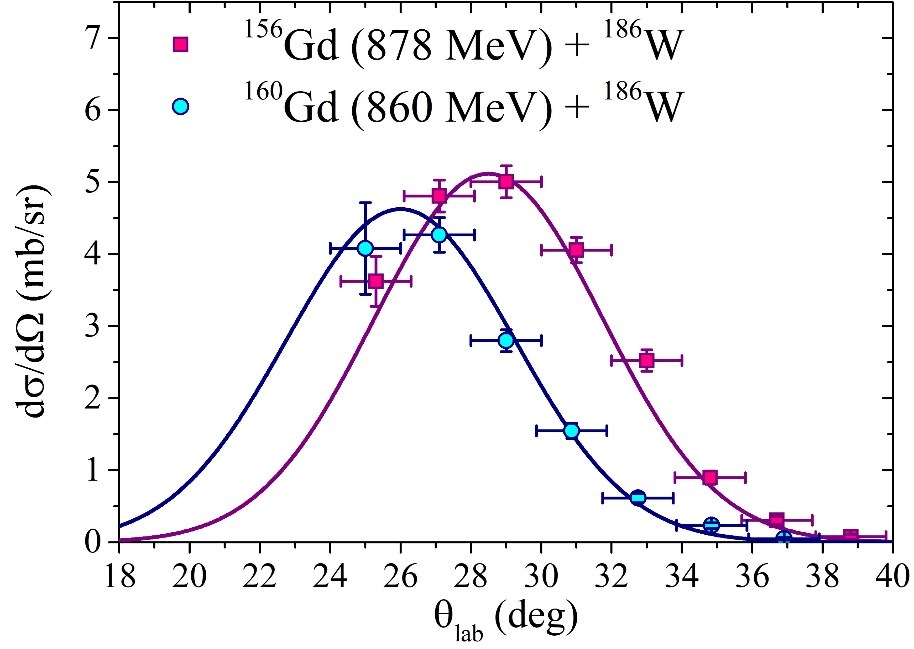 ¹⁵⁶Gd (878 MeV) + ¹⁸⁶W
¹⁶⁰Gd (860 MeV) + ¹⁸⁶W
7
6
5
4
3
2
1
0
dσ/dΩ (mb/sr)
18 20 22 24 26 28 30 32 34 36 38 40
θlab (deg)